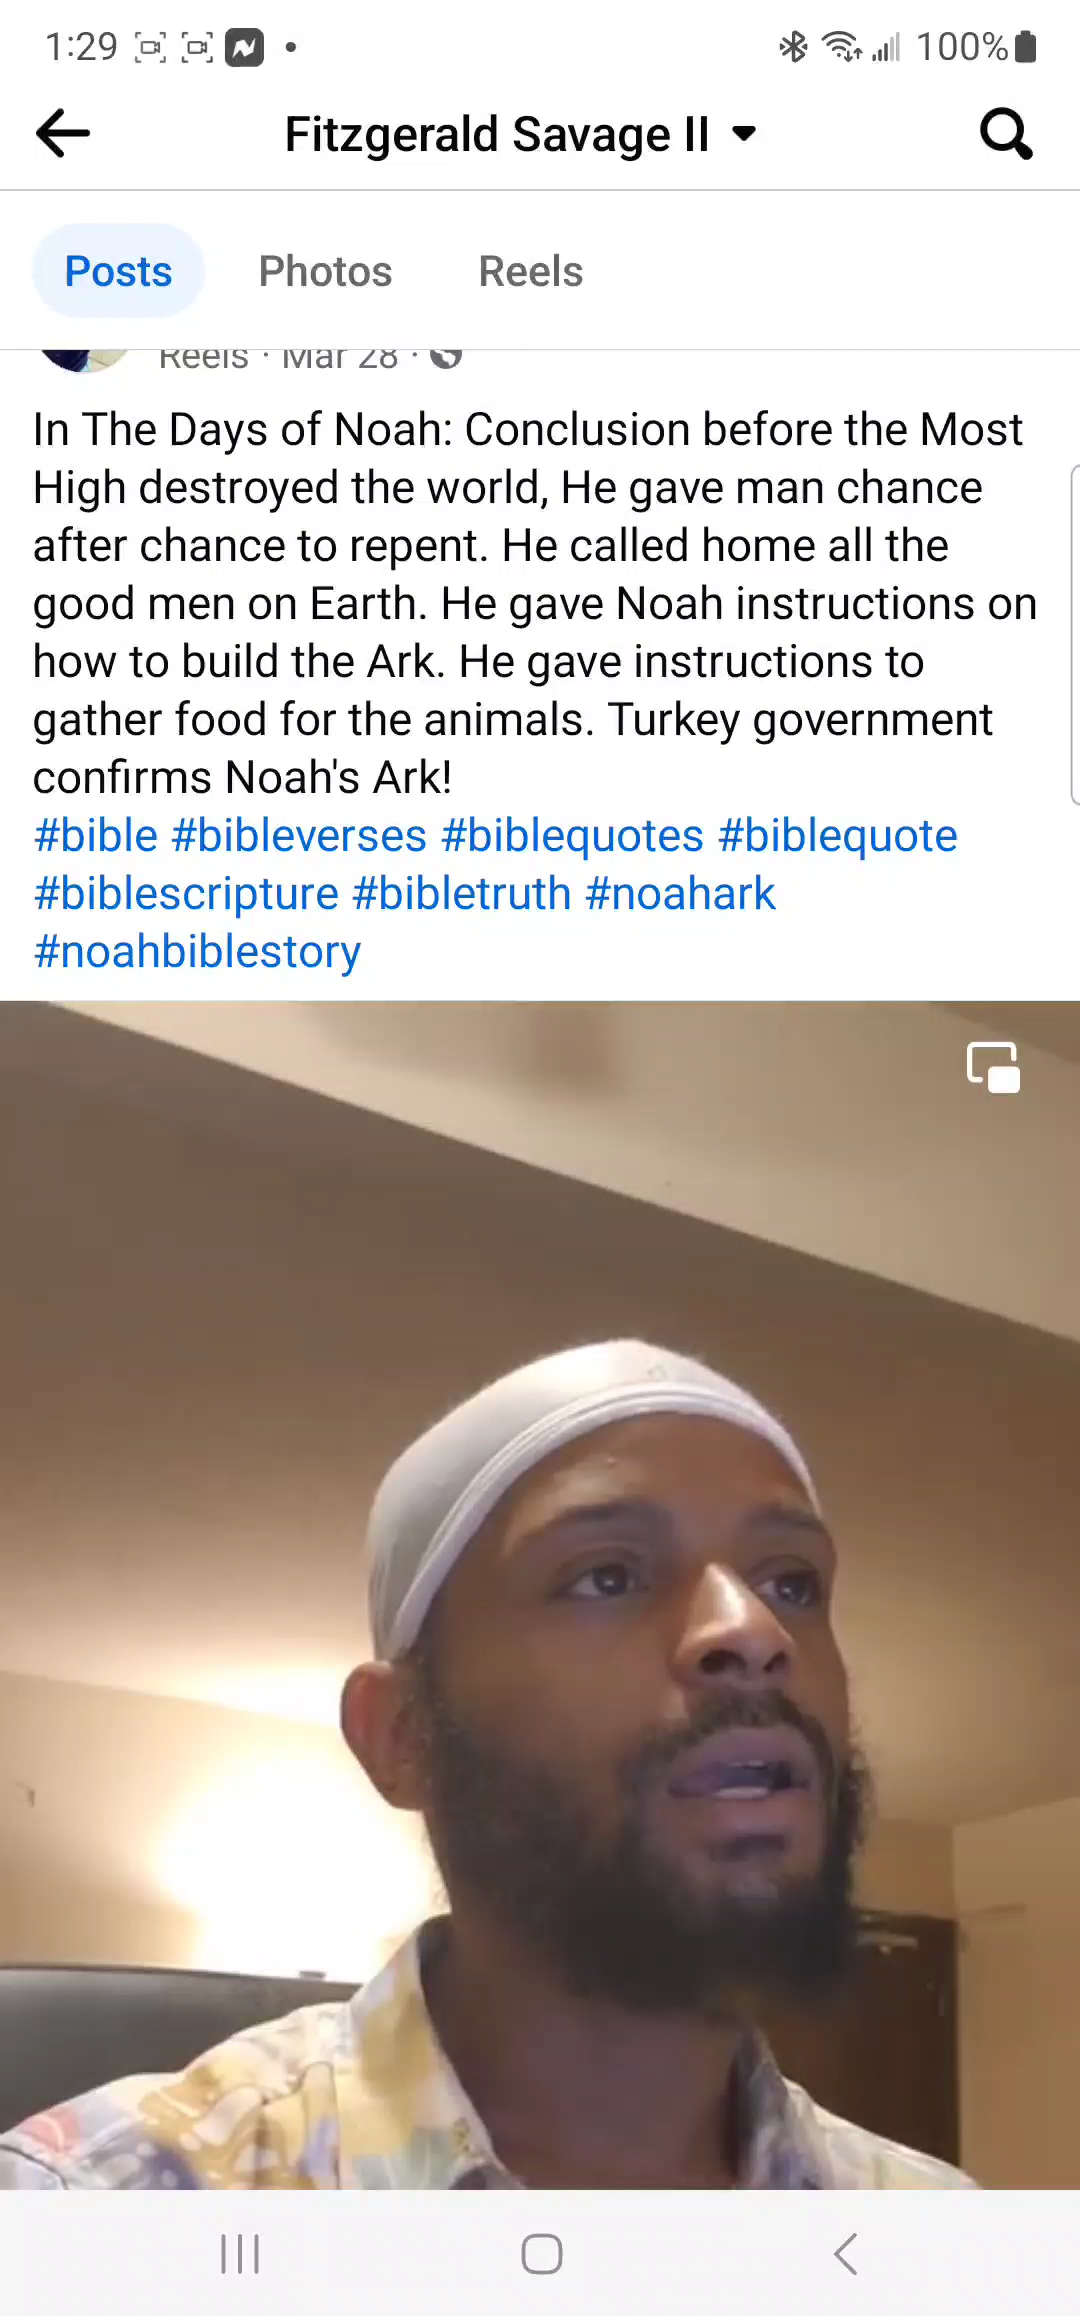 1:29 100%
Fitzgerald Savage II
Posts Photos Reels
Reels · Mar 28 ·
In The Days of Noah: Conclusion before the Most
High destroyed the world, He gave man chance
after chance to repent. He called home all the
good men on Earth. He gave Noah instructions on
how to build the Ark. He gave instructions to
gather food for the animals. Turkey government
confirms Noah's Ark!
#bible #bibleverses #biblequotes #biblequote
#biblescripture #bibletruth #noahark
#noahbiblestory